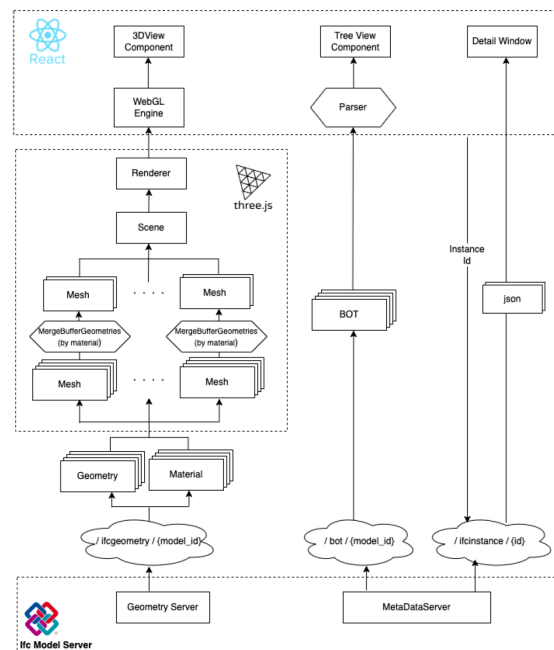 3DView
Component
Tree View
Component
Detail Window
React
WebGL
Engine
Parser
Renderer
three.js
Scene
Instance
Id
Mesh
. . . .
Mesh
json
BOT
MergeBufferGeometries
(by material)
MergeBufferGeometries
(by material)
Mesh
. . . .
Mesh
Geometry
Material
/ ifcgeometry / {model_id}
/ bot / {model_id}
/ ifcinstance / {id}
Geometry Server
MetaDataServer
Ifc Model Server